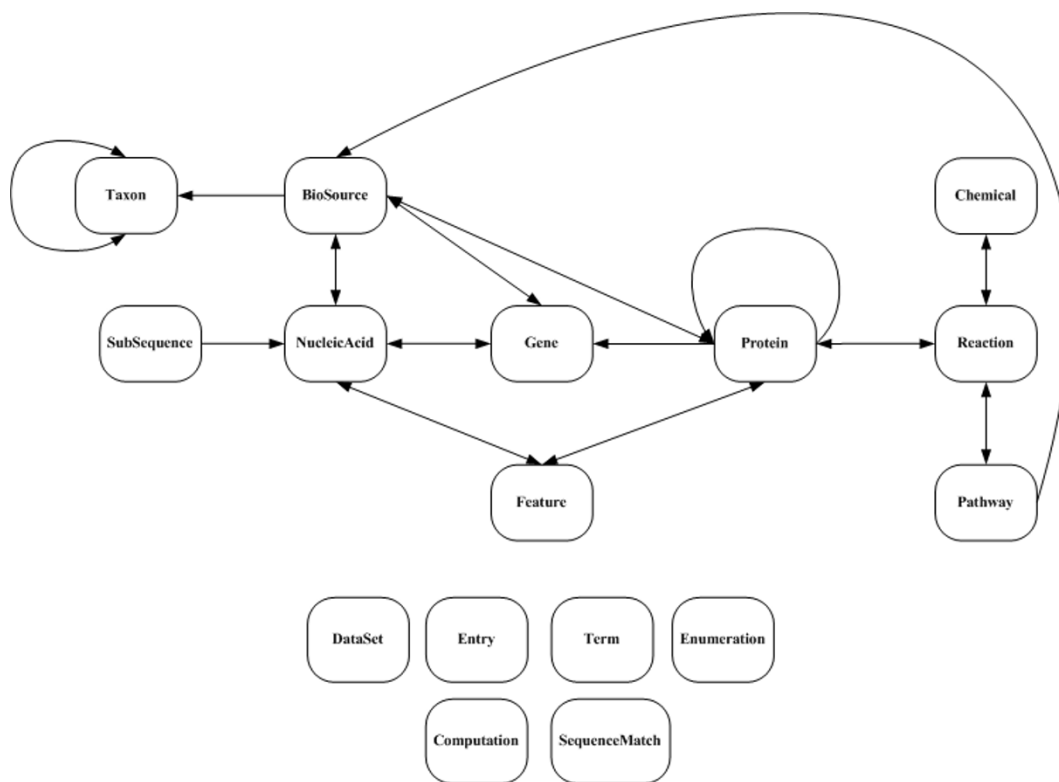 Taxon
BioSource
Chemical
SubSequence
NucleicAcid
Gene
Protein
Reaction
Feature
Pathway
DataSet
Entry
Term
Enumeration
Computation
SequenceMatch